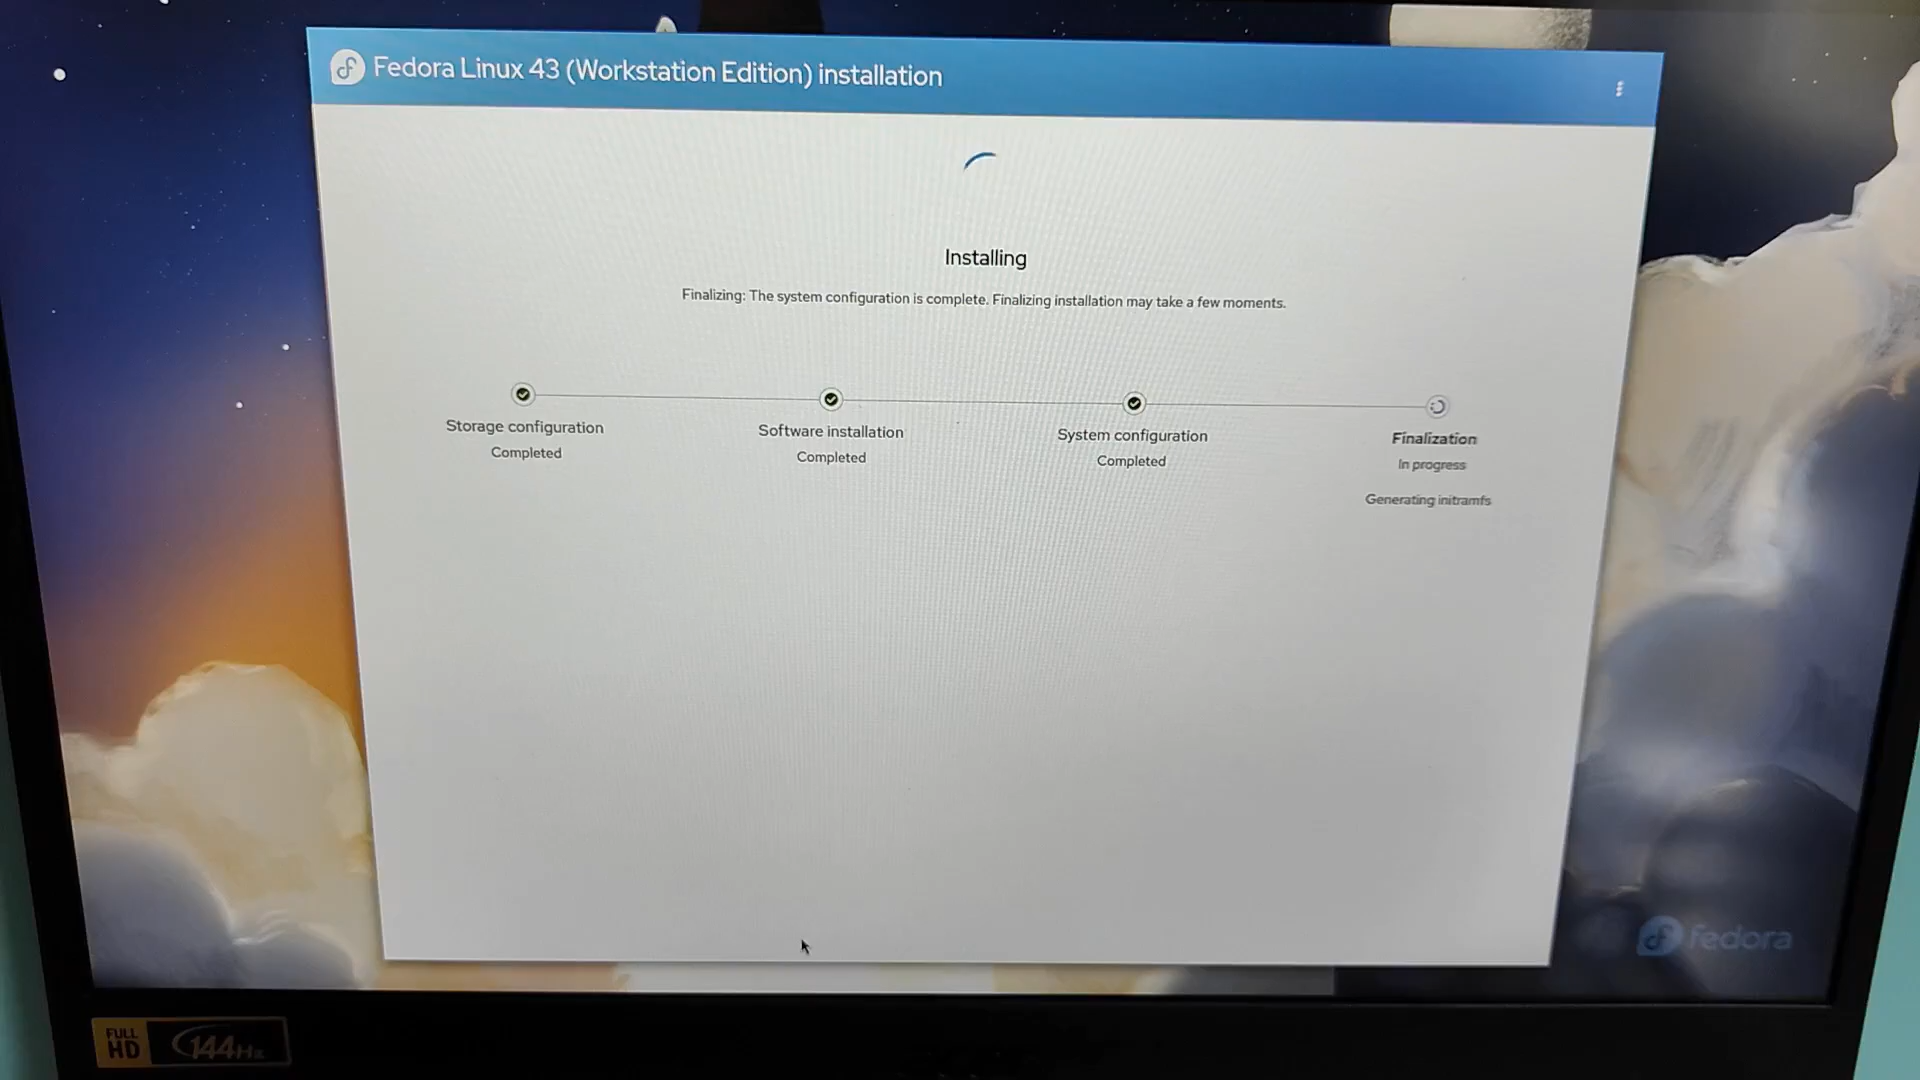 Fedora Linux 43 (Workstation Edition) installation
Installing
Finalizing: The system configuration is complete. Finalizing installation may take a few moments.
Storage configuration
Completed
Software installation
Completed
System configuration
Completed
Finalization
In progress
Generating initramfs
fedora
FULL HD
144Hz